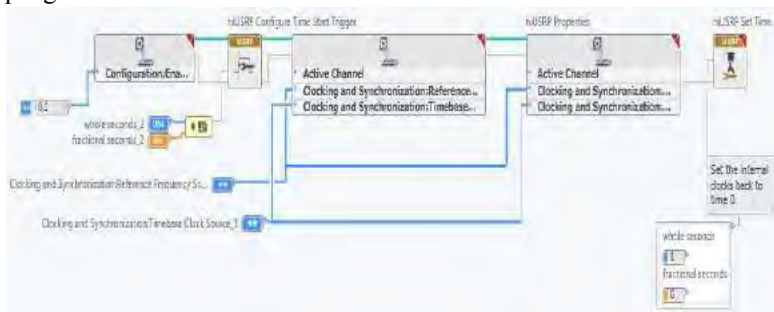 niUSRP Configure Time Start Trigger
niUSRP Properties
niUSRP Set Time
Configuration:Ena...
Active Channel
Clocking and Synchronization:Reference...
Clocking and Synchronization:Timebase...
Active Channel
Clocking and Synchronization:...
Clocking and Synchronization:...
whole seconds_2
fractional seconds_2
Clocking and Synchronization:Reference Frequency So...
Clocking and Synchronization:Timebase Clock Source_1
Set the internal
clocks back to
time 0.
whole seconds
fractional seconds